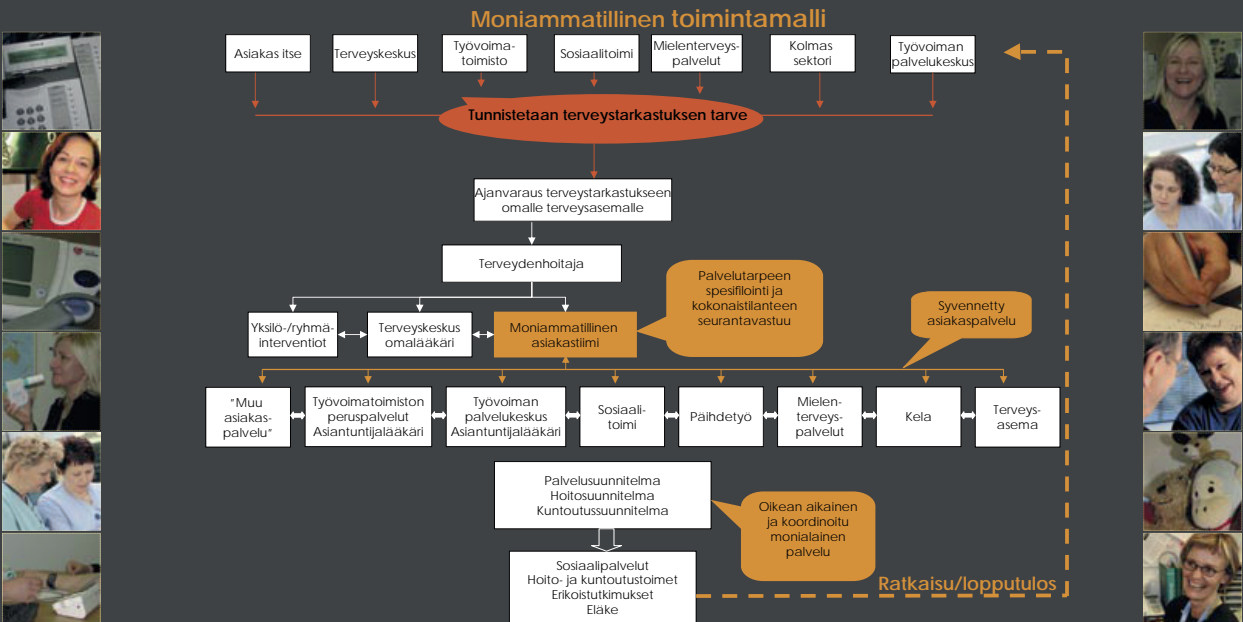 Moniammatillinen toimintamalli
Asiakas itse
Terveyskeskus
Työvoima-
toimisto
Sosiaalitoimi
Mielenterveys-
palvelut
Kolmas
sektori
Työvoiman
palvelukeskus
Tunnistetaan terveystarkastuksen tarve
Ajanvaraus terveystarkastukseen
omalle terveysasemalle
Terveydenhoitaja
Palvelutarpeen
spesifilointi ja
kokonaistilanteen
seurantavastuu
Syvennetty
asiakaspalvelu
Yksilö-/ryhmä-
interventiot
Terveyskeskus
omalääkäri
Moniammatillinen
asiakastiimi
"Muu
asiakas-
palvelu"
Työvoimatoimiston
peruspalvelut
Asiantuntijalääkäri
Työvoiman
palvelukeskus
Asiantuntijalääkäri
Sosiaali-
toimi
Päihdetyö
Mielen-
terveys-
palvelut
Kela
Terveys-
asema
Palvelusuunnitelma
Hoitosuunnitelma
Kuntoutussuunnitelma
Oikean aikainen
ja koordinoitu
monialainen
palvelu
Sosiaalipalvelut
Hoito- ja kuntoutustoimet
Erikoistutkimukset
Eläke
Ratkaisu/lopputulos